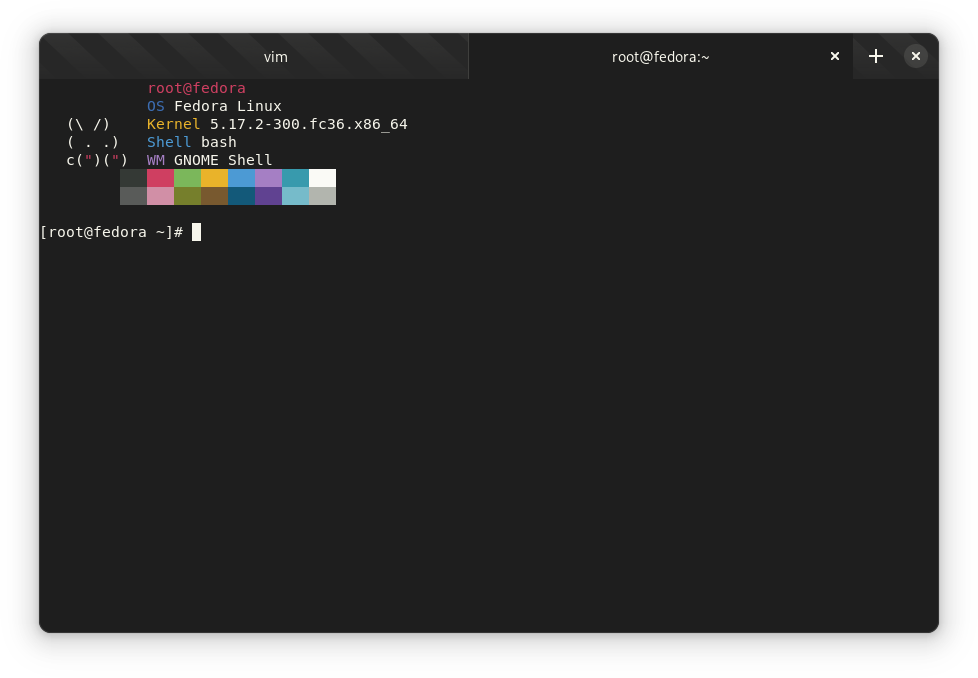 vim
root@fedora:~
root@fedora
OS Fedora Linux
(\ /) Kernel 5.17.2-300.fc36.x86_64
( . .) Shell bash
c(")(") WM GNOME Shell
[root@fedora ~]#